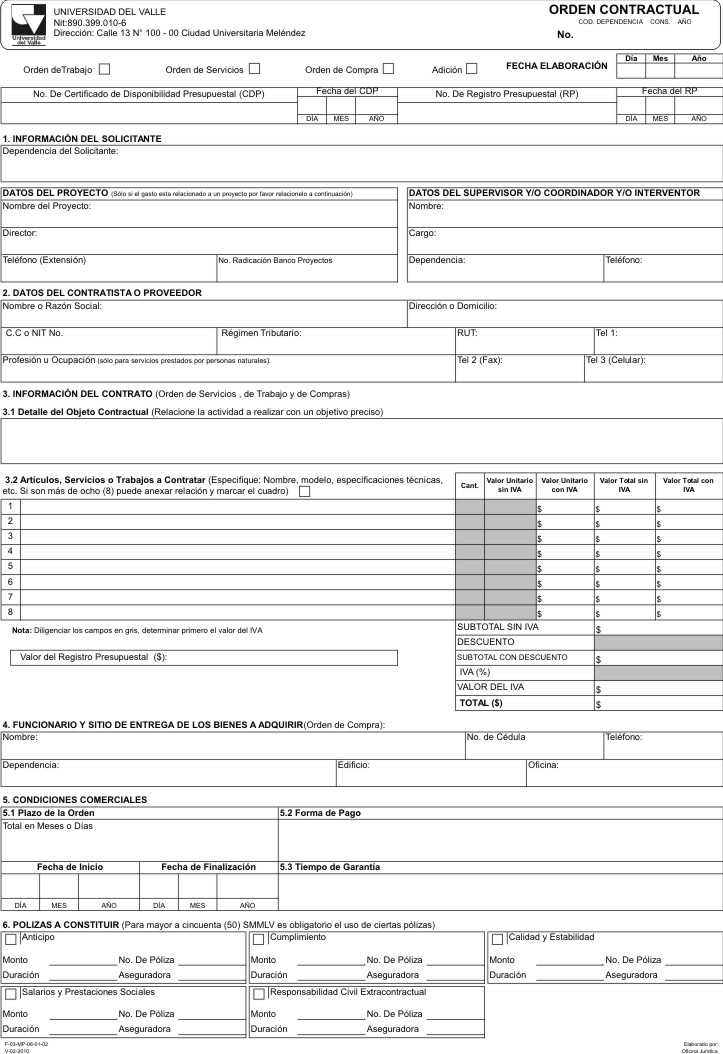 UNIVERSIDAD DEL VALLE
Nit:890.399.010-6
Dirección: Calle 13 N° 100 - 00 Ciudad Universitaria Meléndez
Universidad
del Valle
ORDEN CONTRACTUAL
COD. DEPENDENCIA CONS. AÑO
No.
Orden deTrabajo Orden de Servicios Orden de Compra Adición FECHA ELABORACIÓN Día Mes Año
No. De Certificado de Disponibilidad Presupuestal (CDP) Fecha del CDP No. De Registro Presupuestal (RP) Fecha del RP
DÍA MES AÑO DÍA MES AÑO
1. INFORMACIÓN DEL SOLICITANTE
Dependencia del Solicitante:
DATOS DEL PROYECTO (Sólo si el gasto esta relacionado a un proyecto por favor relacionelo a continuación) DATOS DEL SUPERVISOR Y/O COORDINADOR Y/O INTERVENTOR
Nombre del Proyecto: Nombre:
Director: Cargo:
Teléfono (Extensión) No. Radicación Banco Proyectos Dependencia: Teléfono:
2. DATOS DEL CONTRATISTA O PROVEEDOR
Nombre o Razón Social: Dirección o Domicilio:
C.C o NIT No. Régimen Tributario: RUT: Tel 1:
Profesión u Ocupación (sólo para servicios prestados por personas naturales): Tel 2 (Fax): Tel 3 (Celular):
3. INFORMACIÓN DEL CONTRATO (Orden de Servicios , de Trabajo y de Compras)
3.1 Detalle del Objeto Contractual (Relacione la actividad a realizar con un objetivo preciso)
3.2 Artículos, Servicios o Trabajos a Contratar (Especifique: Nombre, modelo, específicaciones técnicas,
etc. Si son más de ocho (8) puede anexar relación y marcar el cuadro)
Cant. Valor Unitario sin IVA Valor Unitario con IVA Valor Total sin IVA Valor Total con IVA
1 $ $ $
2 $ $ $
3 $ $ $
4 $ $ $
5 $ $ $
6 $ $ $
7 $ $ $
8 $ $ $
Nota: Diligenciar los campos en gris, determinar primero el valor del IVA
SUBTOTAL SIN IVA $
DESCUENTO
Valor del Registro Presupuestal ($):
SUBTOTAL CON DESCUENTO $
IVA (%)
VALOR DEL IVA $
TOTAL ($) $
4. FUNCIONARIO Y SITIO DE ENTREGA DE LOS BIENES A ADQUIRIR(Orden de Compra):
Nombre: No. de Cédula Teléfono:
Dependencia: Edificio: Oficina:
5. CONDICIONES COMERCIALES
5.1 Plazo de la Orden 5.2 Forma de Pago
Total en Meses o Días
Fecha de Inicio Fecha de Finalización 5.3 Tiempo de Garantía
DÍA MES AÑO DÍA MES AÑO
6. POLIZAS A CONSTITUIR (Para mayor a cincuenta (50) SMMLV es obligatorio el uso de ciertas pólizas)
Anticipo Cumplimiento Calidad y Estabilidad
Monto No. De Póliza Monto No. De Póliza Monto No. De Póliza
Duración Aseguradora Duración Aseguradora Duración Aseguradora
Salarios y Prestaciones Sociales Responsabilidad Civil Extracontractual
Monto No. De Póliza Monto No. De Póliza
Duración Aseguradora Duración Aseguradora
F-03-MP-08-01-02 Elaborado por:
V-02-2010 Oficina Jurídica